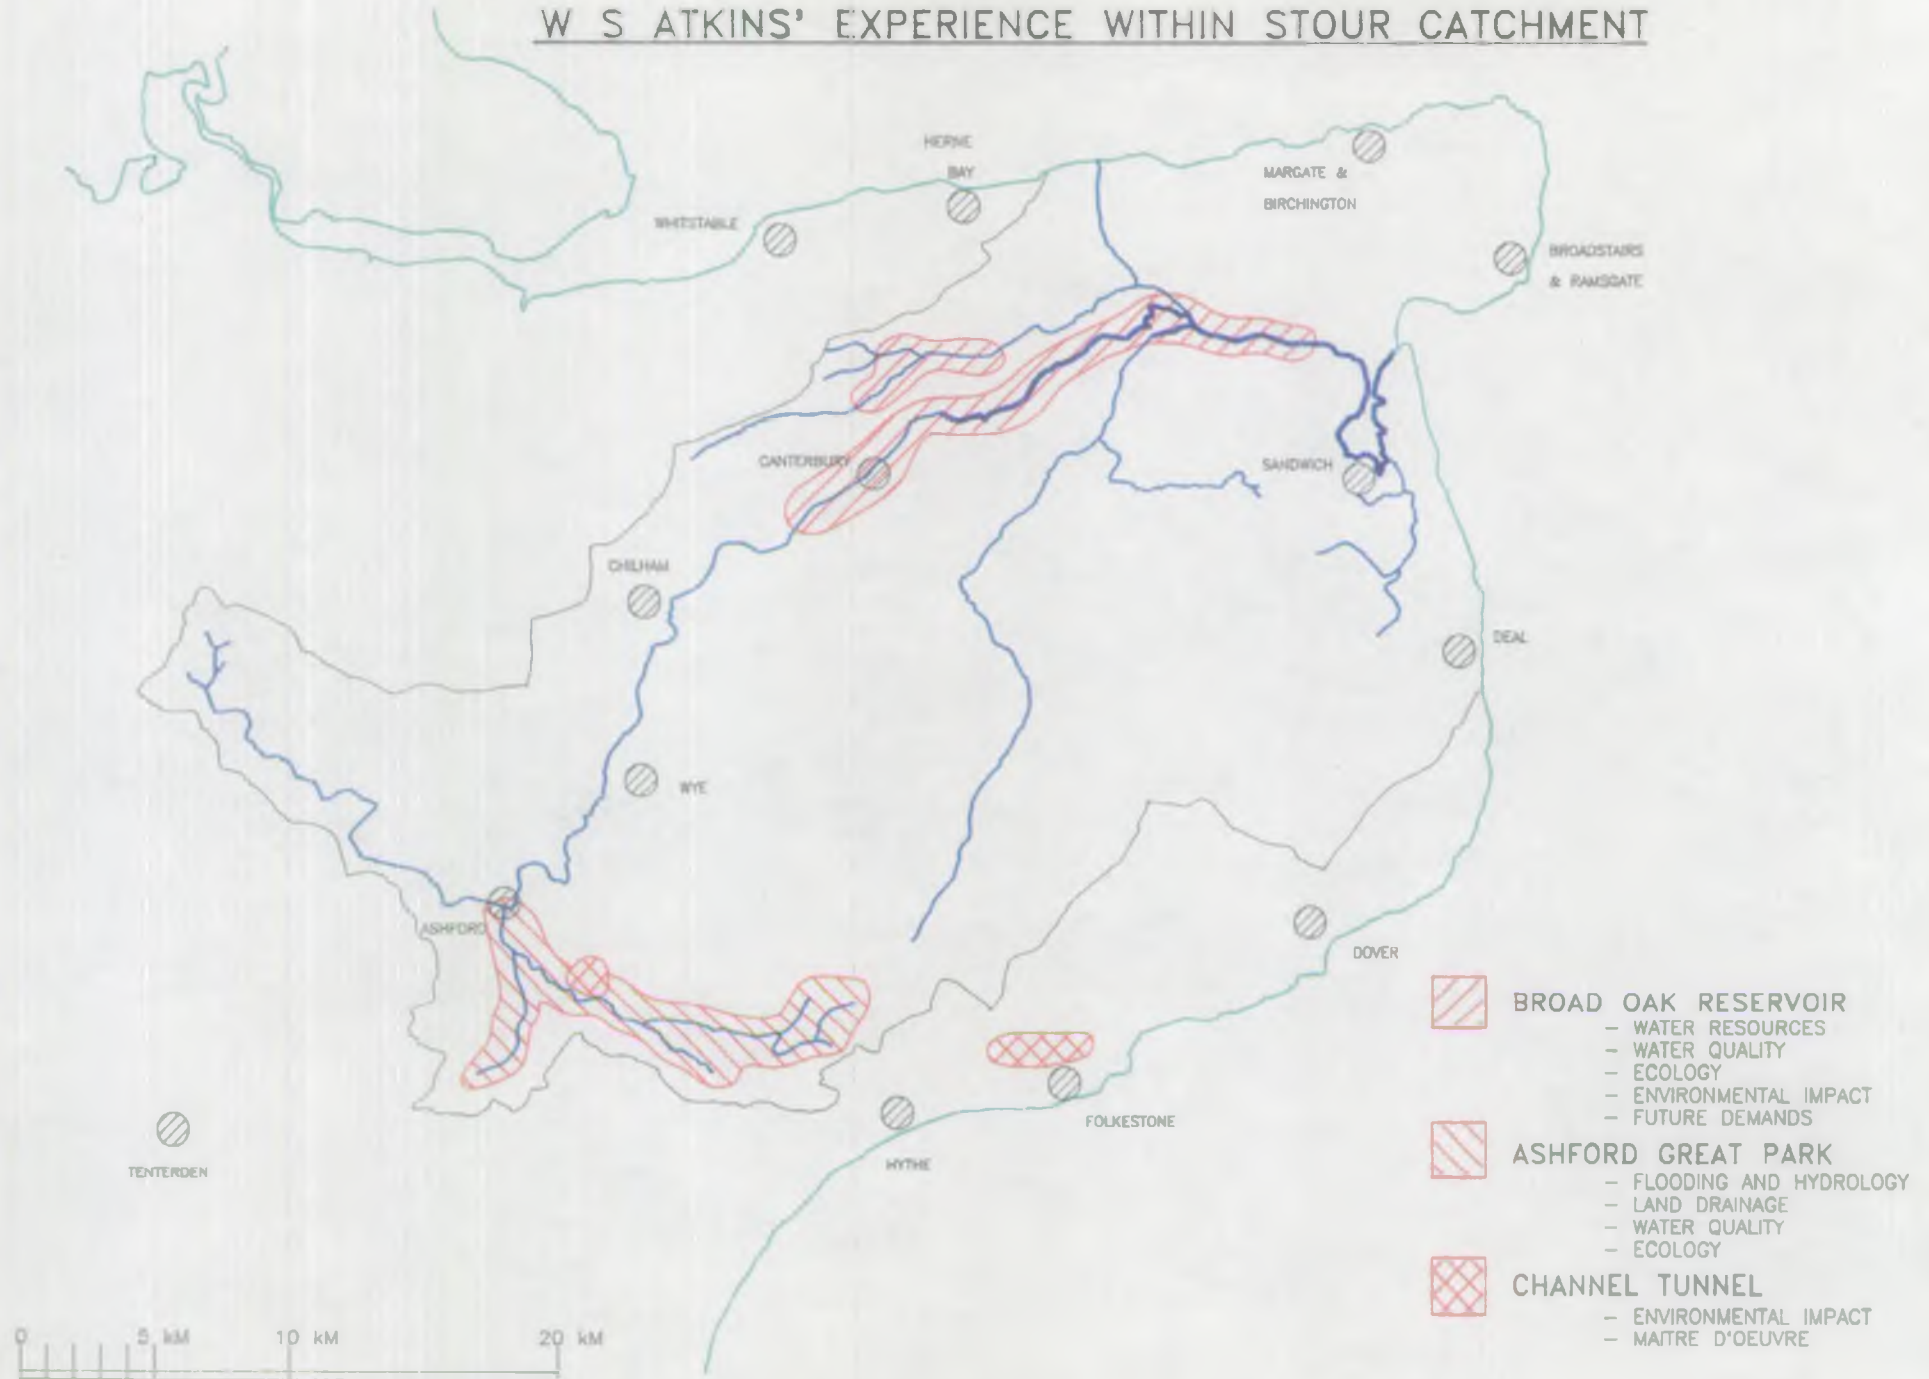 W S ATKINS' EXPERIENCE WITHIN STOUR CATCHMENT
HERNE
BAY
MARGATE &
BIRCHINGTON
WHITSTABLE
BROADSTAIRS
& RAMSGATE
CANTERBURY
SANDWICH
CHILHAM
DEAL
WYE
ASHFORD
DOVER
FOLKESTONE
HYTHE
TENTERDEN
BROAD OAK RESERVOIR
- WATER RESOURCES
- WATER QUALITY
- ECOLOGY
- ENVIRONMENTAL IMPACT
- FUTURE DEMANDS
ASHFORD GREAT PARK
- FLOODING AND HYDROLOGY
- LAND DRAINAGE
- WATER QUALITY
- ECOLOGY
CHANNEL TUNNEL
- ENVIRONMENTAL IMPACT
- MAITRE D'OEUVRE
0 5 kM 10 kM 20 kM